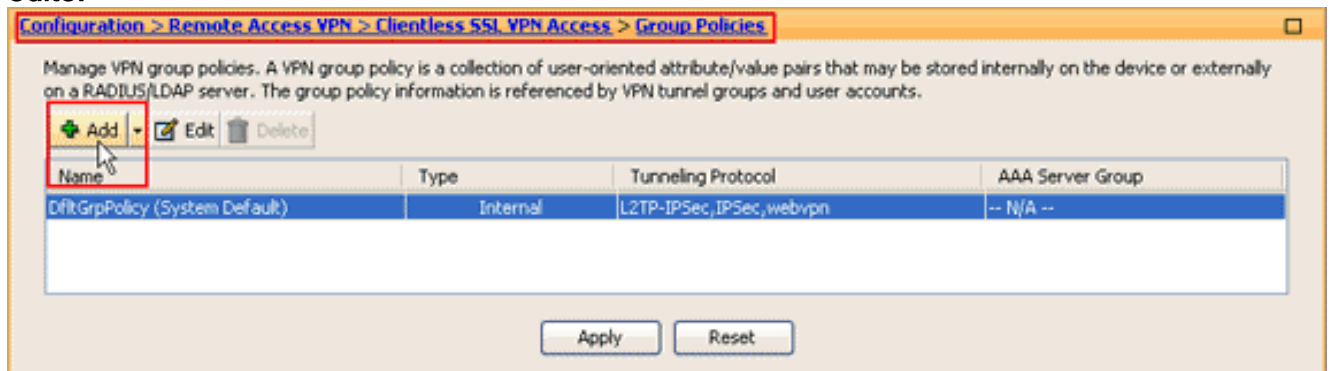 Configuration > Remote Access VPN > Clientless SSL VPN Access > Group Policies
Manage VPN group policies. A VPN group policy is a collection of user-oriented attribute/value pairs that may be stored internally on the device or externally
on a RADIUS/LDAP server. The group policy information is referenced by VPN tunnel groups and user accounts.
Add Edit Delete
Name Type Tunneling Protocol AAA Server Group
DfltGrpPolicy (System Default) Internal L2TP-IPSec,IPSec,webvpn -- N/A --
Apply Reset